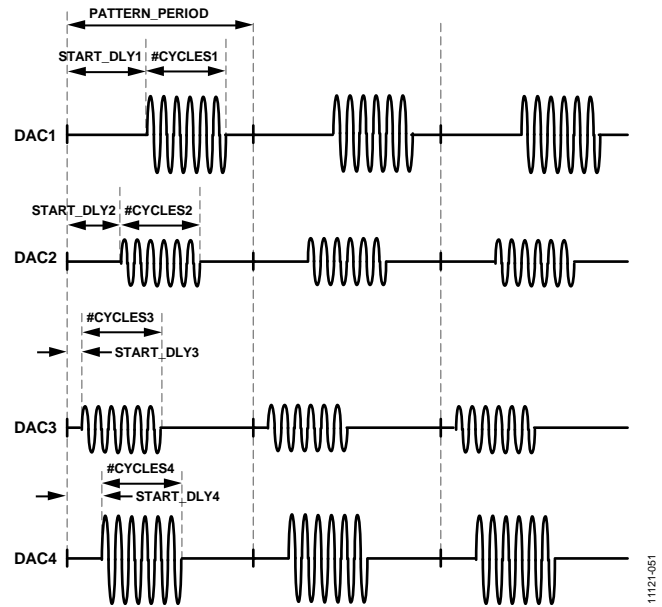 PATTERN_PERIOD
START_DLY1 #CYCLES1
DAC1
START_DLY2 #CYCLES2
DAC2
#CYCLES3
START_DLY3
DAC3
#CYCLES4
START_DLY4
DAC4
11121-051